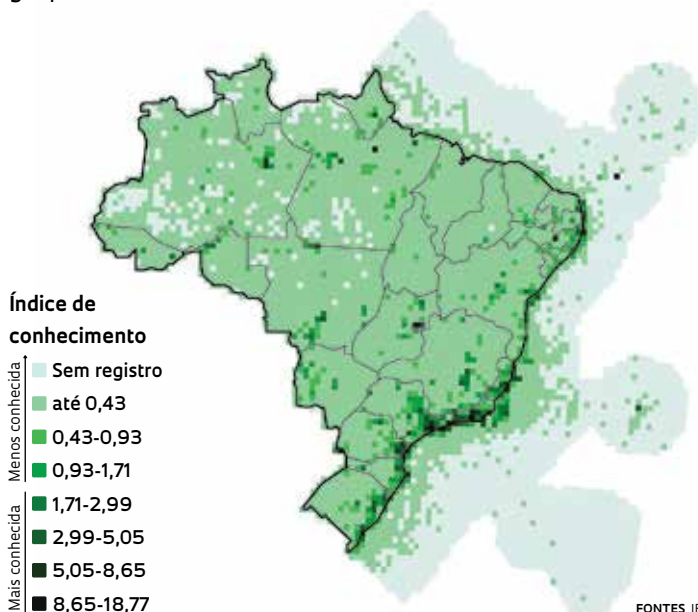 Índice de
conhecimento
Menos conhecida
Sem registro
até 0,43
0,43-0,93
0,93-1,71
Mais conhecida
1,71-2,99
2,99-5,05
5,05-8,65
8,65-18,77
FONTES